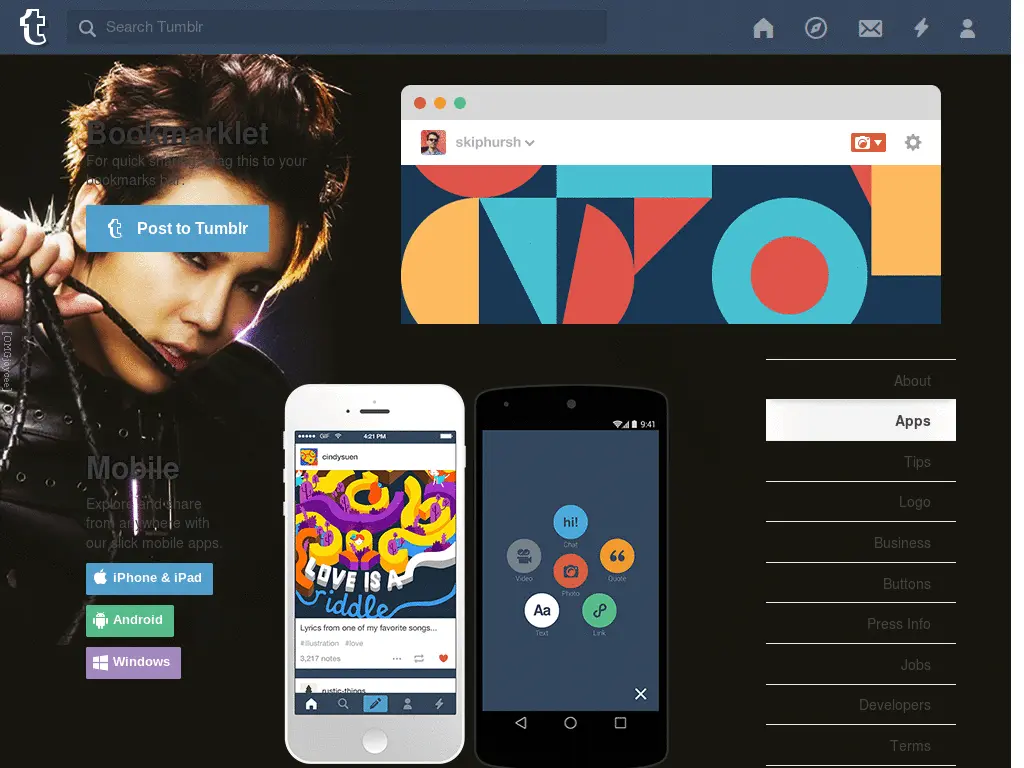 Search Tumblr
Bookmarklet
For quick sharing, drag this to your
bookmarks bar.
Post to Tumblr
skiphursh
[OMGjaycee]
Mobile
Explore and share
from anywhere with
our slick mobile apps.
iPhone & iPad
Android
Windows
GIF
4:21 PM
cindysuen
LOVE IS A
riddle
Lyrics from one of my favorite songs...
#illustration #love
3,217 notes
rustic-things
9:41
hi!
Chat
Video
Quote
Photo
Aa
Text
Link
About
Apps
Tips
Logo
Business
Buttons
Press Info
Jobs
Developers
Terms